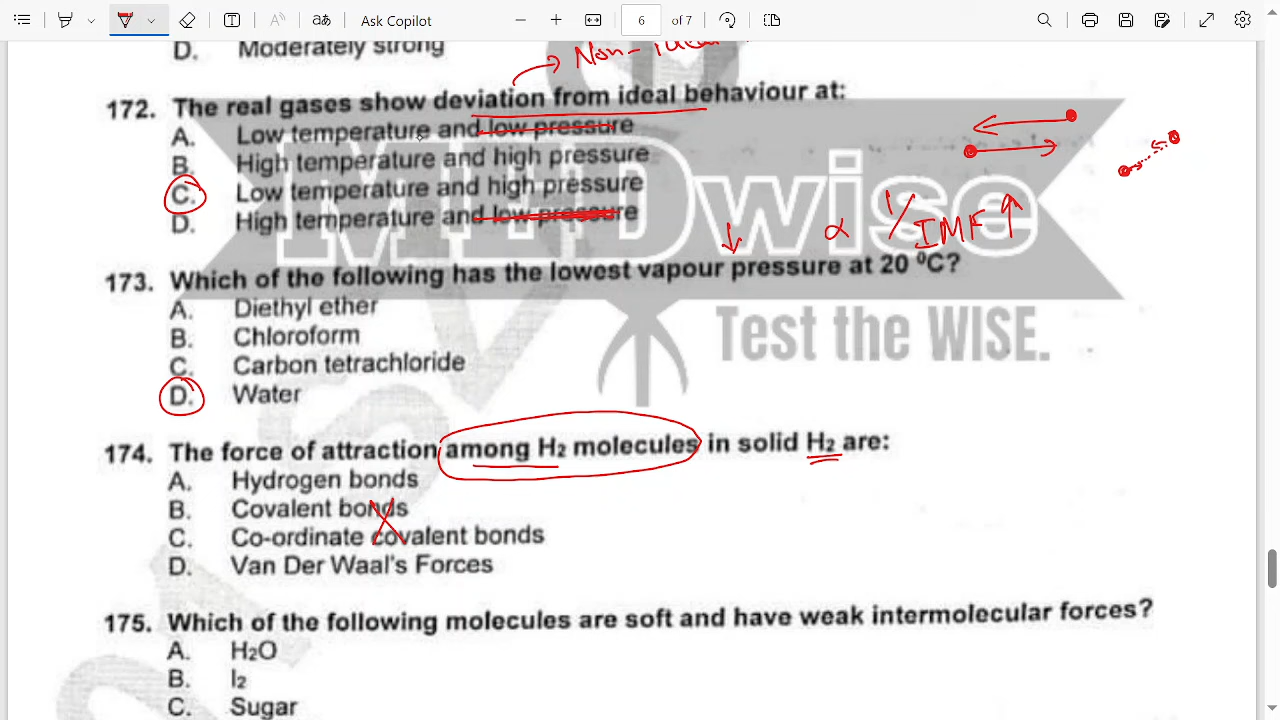 Ask Copilot
6 of 7
D. Moderately strong
Non-
172. The real gases show deviation from ideal behaviour at:
A. Low temperature and low pressure
B. High temperature and high pressure
C. Low temperature and high pressure
D. High temperature and low pressure
MEDwise
Test the WISE.
↓ α 1/IMF↑
173. Which of the following has the lowest vapour pressure at 20 ⁰C?
A. Diethyl ether
B. Chloroform
C. Carbon tetrachloride
D. Water
174. The force of attraction among H₂ molecules in solid H₂ are:
A. Hydrogen bonds
B. Covalent bonds
C. Co-ordinate covalent bonds
D. Van Der Waal's Forces
175. Which of the following molecules are soft and have weak intermolecular forces?
A. H₂O
B. I₂
C. Sugar